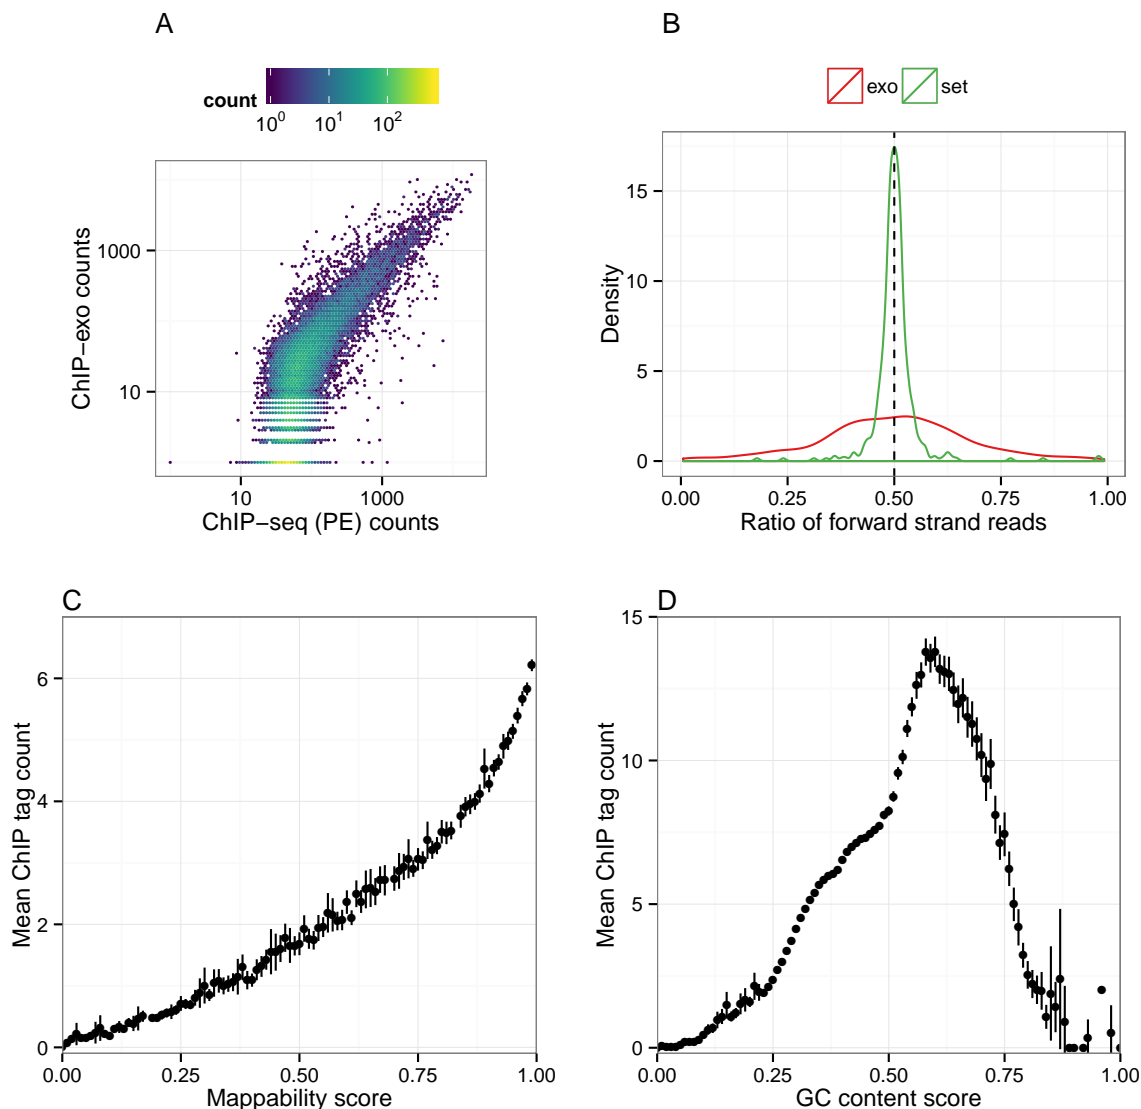 A
count
10^0 10^1 10^2
ChIP−exo counts
1000
10
10 1000
ChIP−seq (PE) counts
B
exo set
Density
15
10
5
0
0.00 0.25 0.50 0.75 1.00
Ratio of forward strand reads
C
Mean ChIP tag count
6
4
2
0
0.00 0.25 0.50 0.75 1.00
Mappability score
D
Mean ChIP tag count
15
10
5
0
0.00 0.25 0.50 0.75 1.00
GC content score